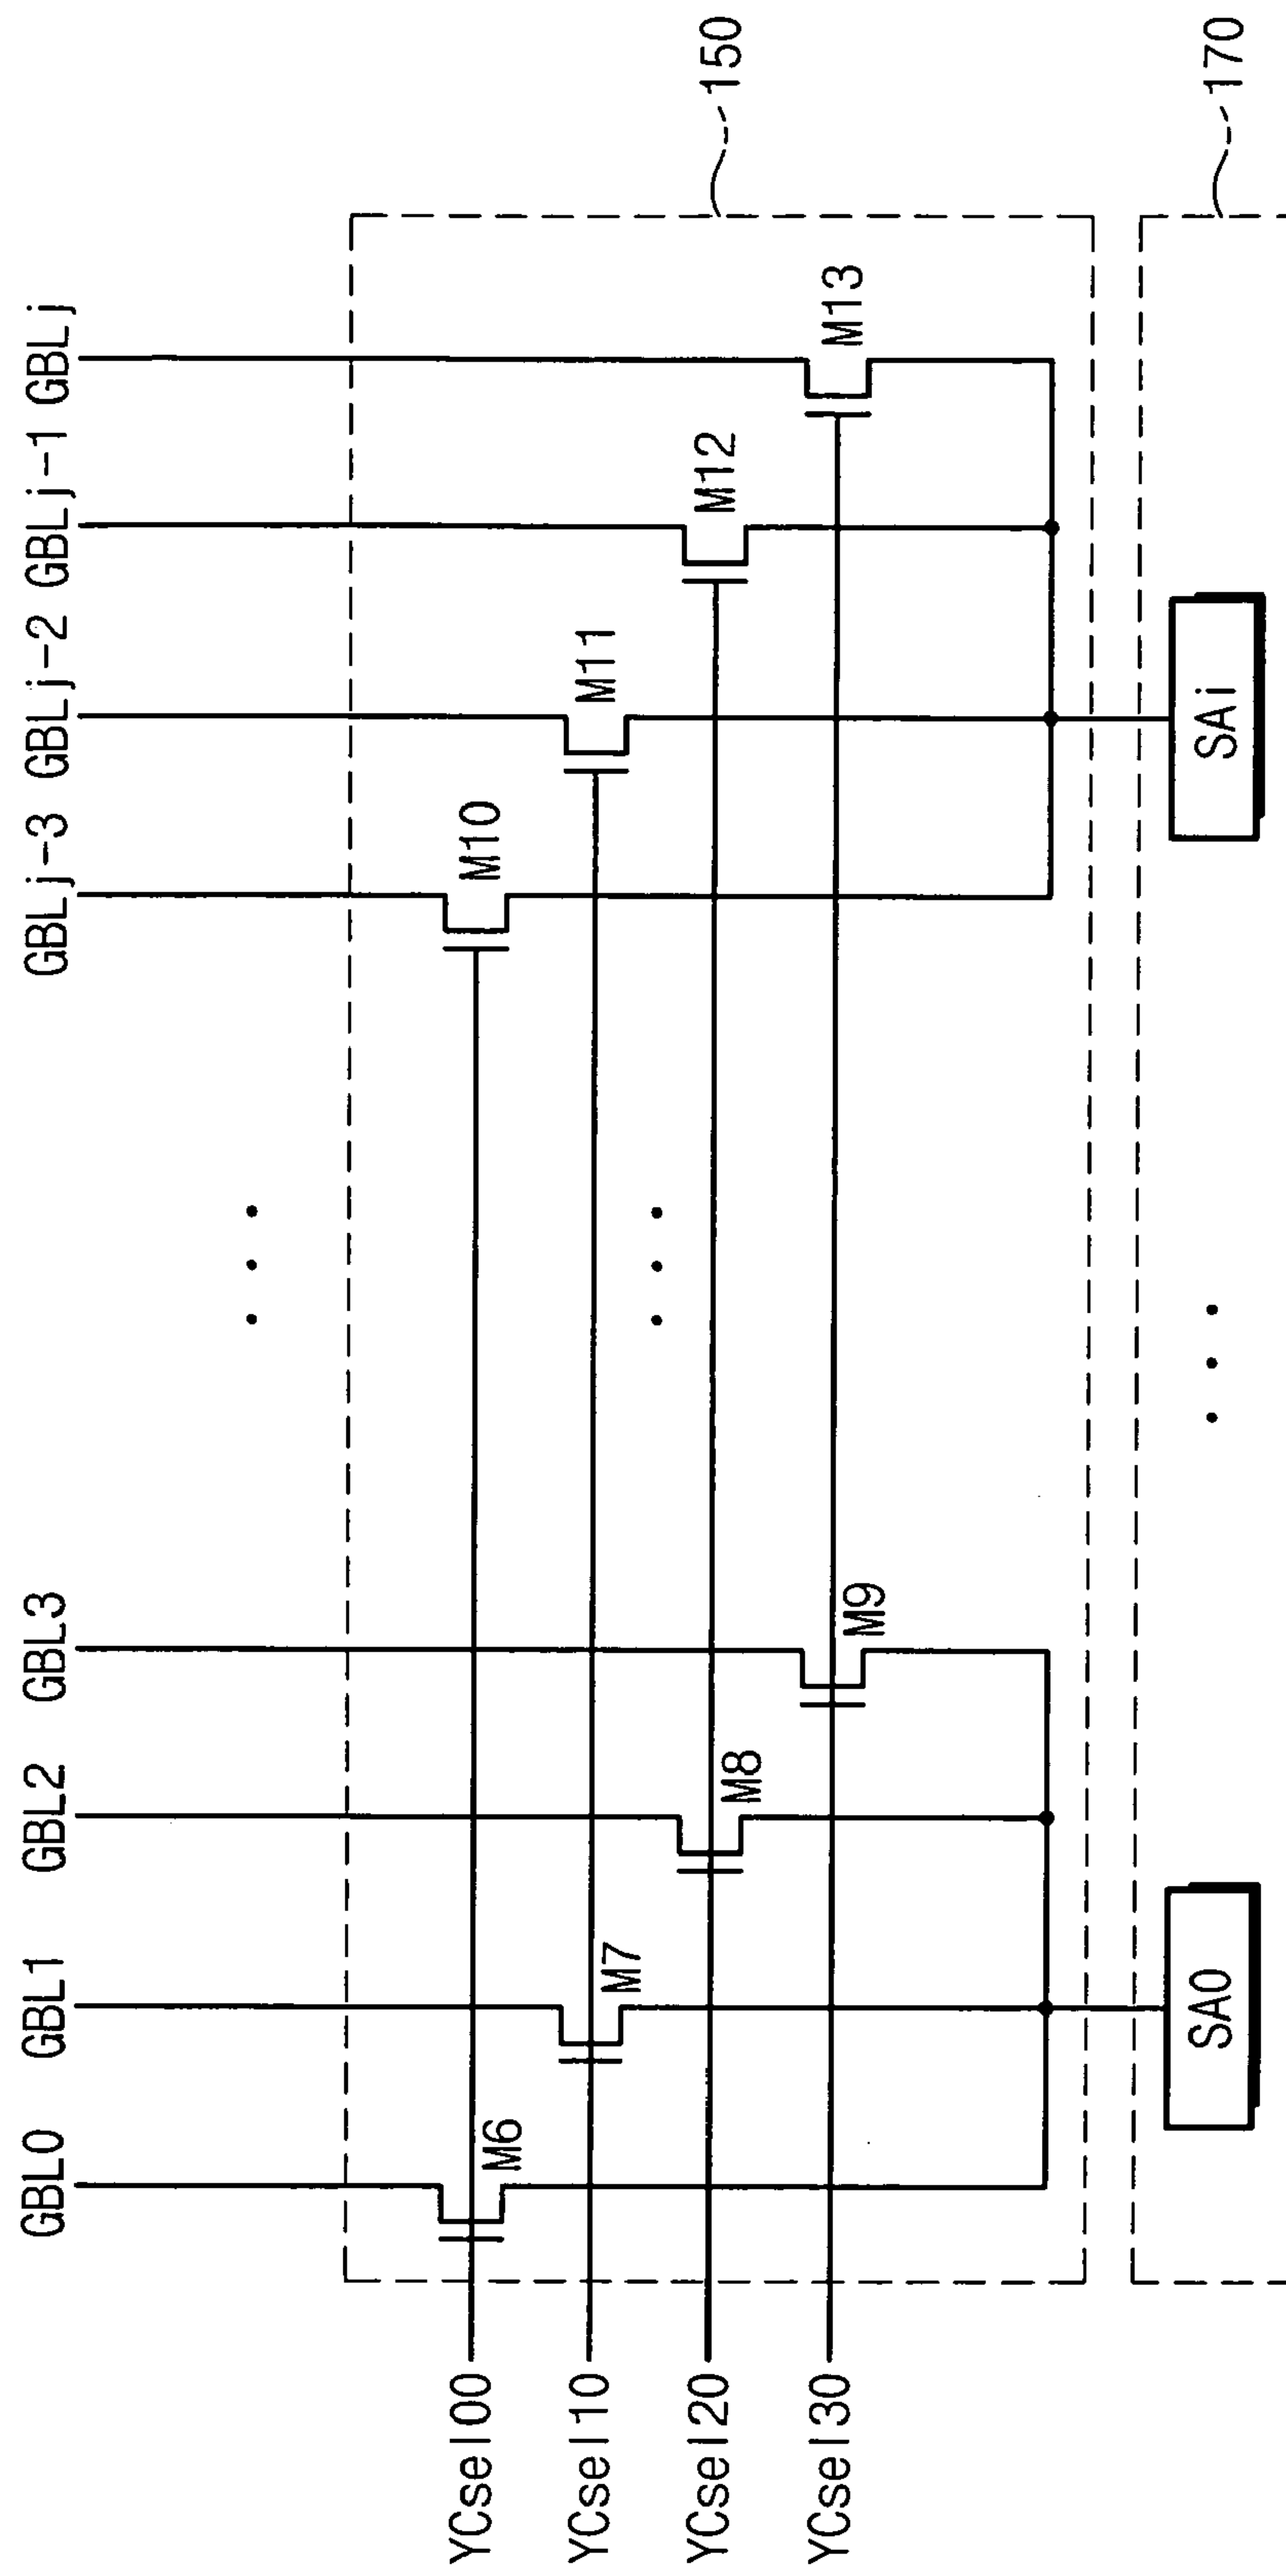 GBL0 GBL1 GBL2 GBL3 GBLj-3 GBLj-2 GBLj-1 GBLj
YCsel00 M6 M10
YCsel10 M7 M11
YCsel20 M8 M12 150
YCsel30 M9 M13
SA0 SAi 170